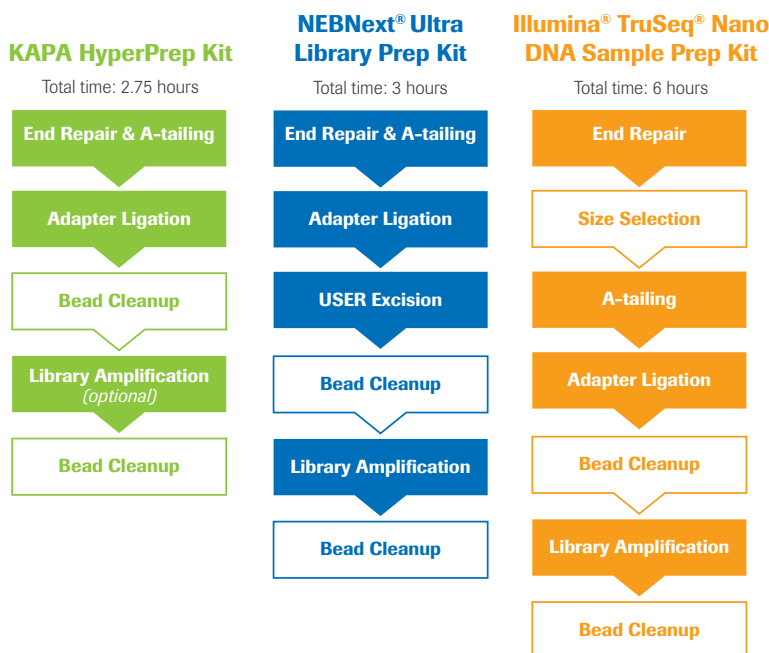 KAPA HyperPrep Kit
Total time: 2.75 hours
End Repair & A-tailing
Adapter Ligation
Bead Cleanup
Library Amplification
(optional)
Bead Cleanup
NEBNext® Ultra
Library Prep Kit
Total time: 3 hours
End Repair & A-tailing
Adapter Ligation
USER Excision
Bead Cleanup
Library Amplification
Bead Cleanup
Illumina® TruSeq® Nano
DNA Sample Prep Kit
Total time: 6 hours
End Repair
Size Selection
A-tailing
Adapter Ligation
Bead Cleanup
Library Amplification
Bead Cleanup